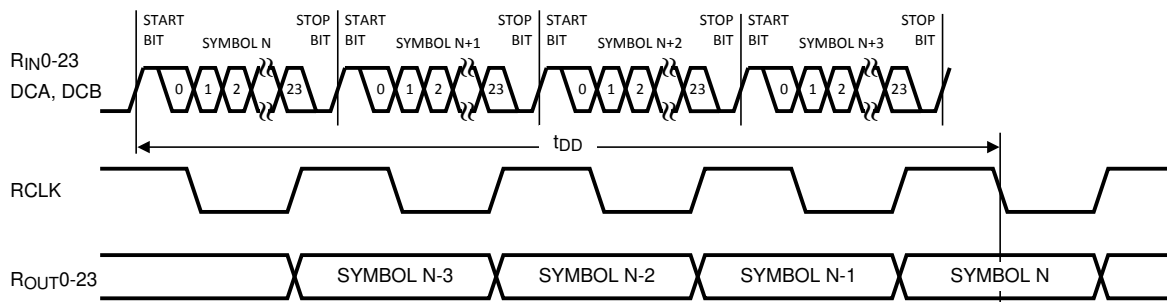 START STOP START STOP START STOP START STOP
BIT SYMBOL N BIT BIT SYMBOL N+1 BIT BIT SYMBOL N+2 BIT BIT SYMBOL N+3 BIT
RIN0-23
DCA, DCB
0 1 2 23 0 1 2 23 0 1 2 23 0 1 2 23
tDD
RCLK
ROUT0-23 SYMBOL N-3 SYMBOL N-2 SYMBOL N-1 SYMBOL N